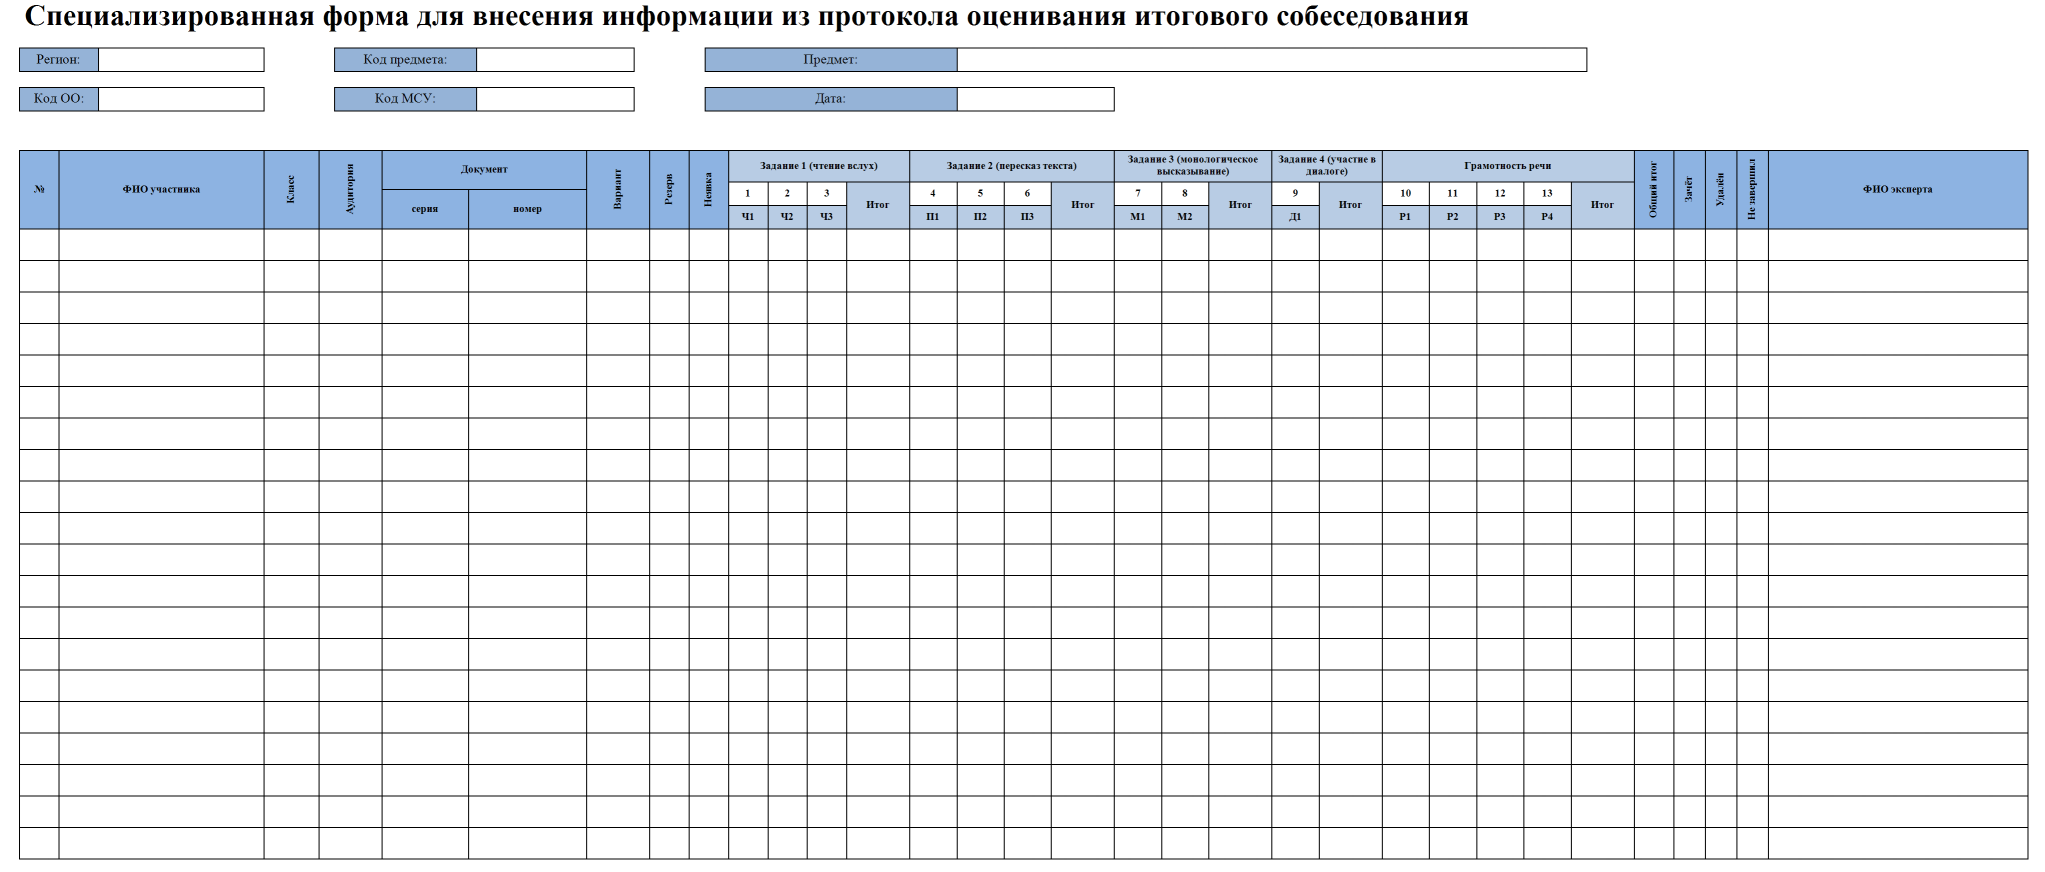 Специализированная форма для внесения информации из протокола оценивания итогового собеседования
Регион: Код предмета: Предмет:
Код ОО: Код МСУ: Дата:
№ ФИО участника Класс Аудитория Документ Вариант Резерв Неявка Задание 1 (чтение вслух) Задание 2 (пересказ текста) Задание 3 (монологическое высказывание) Задание 4 (участие в диалоге) Грамотность речи Общий итог Зачёт Удалён Не завершил ФИО эксперта
серия номер
1 2 3 Итог 4 5 6 Итог 7 8 Итог 9 Итог 10 11 12 13 Итог
Ч1 Ч2 Ч3 П1 П2 П3 М1 М2 Д1 Р1 Р2 Р3 Р4